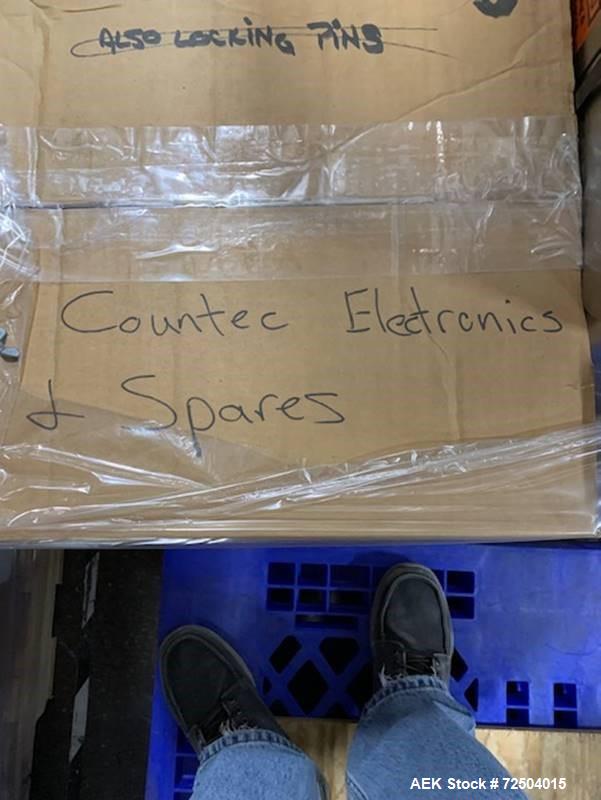 ALSO LOCKING PINS
Countec Electronics
& Spares
AEK Stock # 72504015